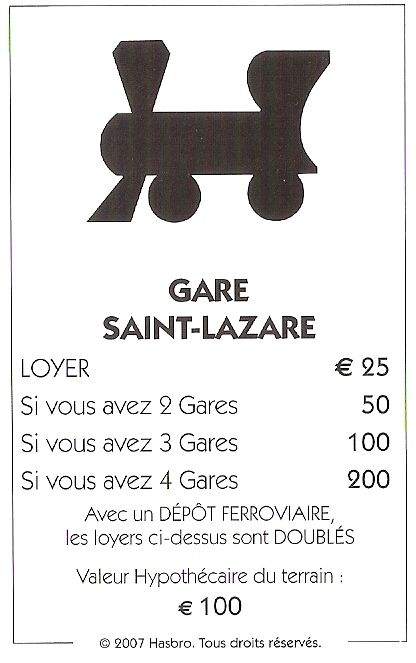 GARE
SAINT-LAZARE
LOYER € 25
Si vous avez 2 Gares 50
Si vous avez 3 Gares 100
Si vous avez 4 Gares 200
Avec un DÉPÔT FERROVIAIRE,
les loyers ci-dessus sont DOUBLÉS
Valeur Hypothécaire du terrain :
€ 100
© 2007 Hasbro. Tous droits réservés.